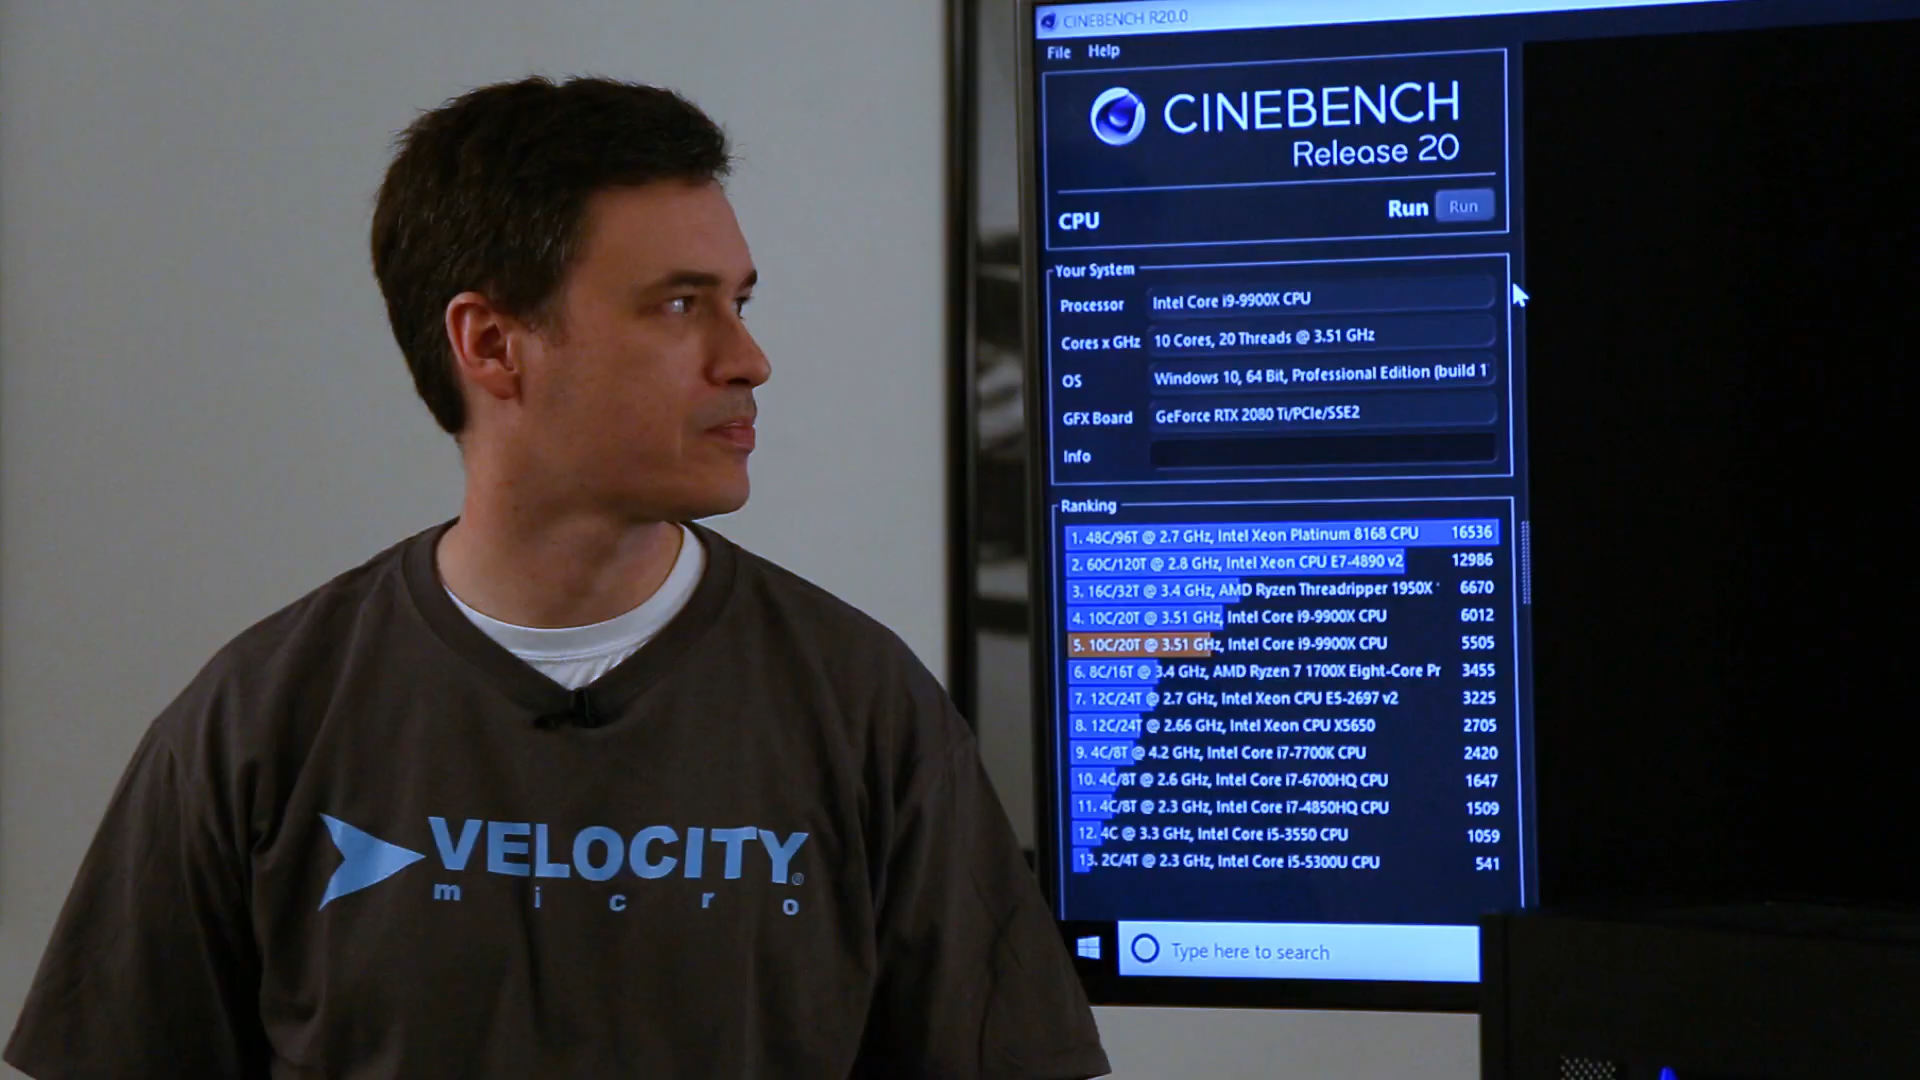 CINEBENCH R20.0
File Help
CINEBENCH
Release 20
CPU Run Run
Your System
Processor Intel Core i9-9900X CPU
Cores x GHz 10 Cores, 20 Threads @ 3.51 GHz
OS Windows 10, 64 Bit, Professional Edition (build 1
GFX Board GeForce RTX 2080 Ti/PCIe/SSE2
Info
Ranking
1. 48C/96T @ 2.7 GHz, Intel Xeon Platinum 8168 CPU 16536
2. 60C/120T @ 2.8 GHz, Intel Xeon CPU E7-4890 v2 12986
3. 16C/32T @ 3.4 GHz, AMD Ryzen Threadripper 1950X 6670
4. 10C/20T @ 3.51 GHz, Intel Core i9-9900X CPU 6012
5. 10C/20T @ 3.51 GHz, Intel Core i9-9900X CPU 5505
6. 8C/16T @ 3.4 GHz, AMD Ryzen 7 1700X Eight-Core Pr 3455
7. 12C/24T @ 2.7 GHz, Intel Xeon CPU E5-2697 v2 3225
8. 12C/24T @ 2.66 GHz, Intel Xeon CPU X5650 2705
9. 4C/8T @ 4.2 GHz, Intel Core i7-7700K CPU 2420
10. 4C/8T @ 2.6 GHz, Intel Core i7-6700HQ CPU 1647
11. 4C/8T @ 2.3 GHz, Intel Core i7-4850HQ CPU 1509
12. 4C @ 3.3 GHz, Intel Core i5-3550 CPU 1059
13. 2C/4T @ 2.3 GHz, Intel Core i5-5300U CPU 541
Type here to search
VELOCITY®
micro